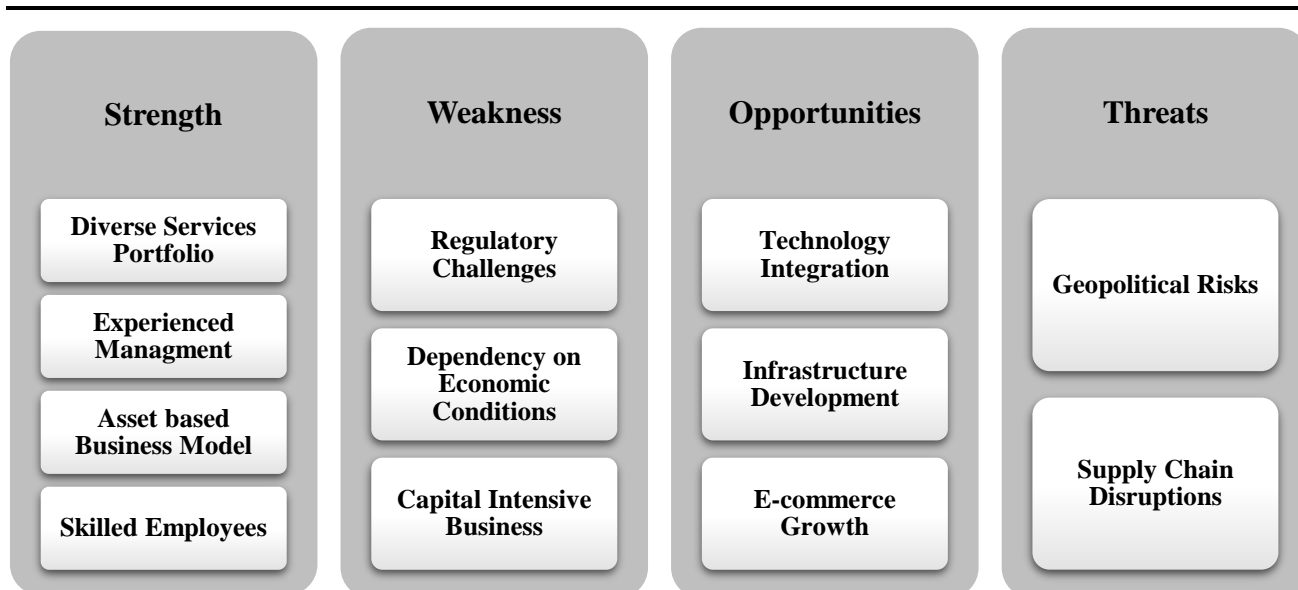 Strength
Diverse Services
Portfolio
Experienced
Managment
Asset based
Business Model
Skilled Employees
Weakness
Regulatory
Challenges
Dependency on
Economic
Conditions
Capital Intensive
Business
Opportunities
Technology
Integration
Infrastructure
Development
E-commerce
Growth
Threats
Geopolitical Risks
Supply Chain
Disruptions